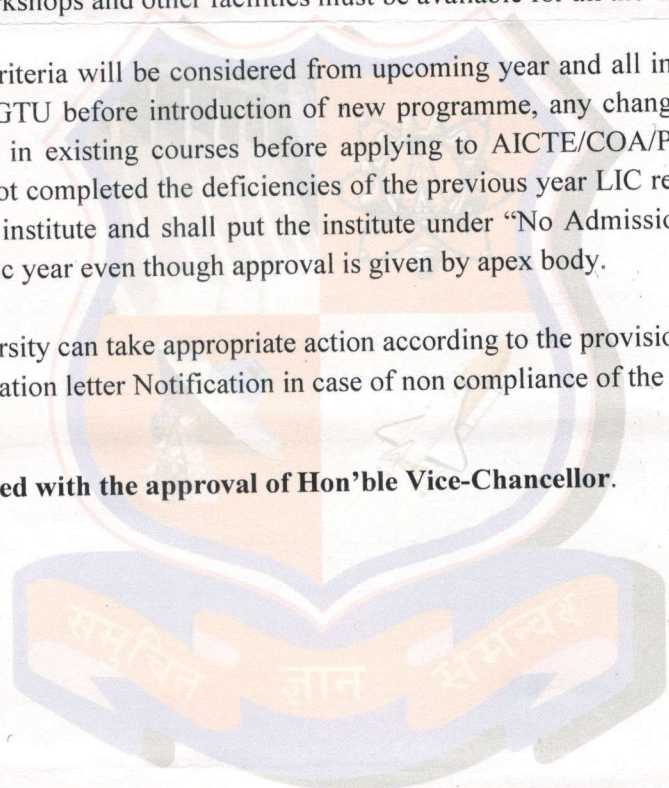 kshops and other facilities must be available for all
riteria will be considered from upcoming year and all in
GTU before introduction of new programme, any chang
in existing courses before applying to AICTE/COA/P
ot completed the deficiencies of the previous year LIC re
institute and shall put the institute under “No Admissio
ic year even though approval is given by apex body.
rsity can take appropriate action according to the provisio
ation letter Notification in case of non compliance of the
ed with the approval of Hon’ble Vice-Chancellor.
समुचित ज्ञान समन्वय